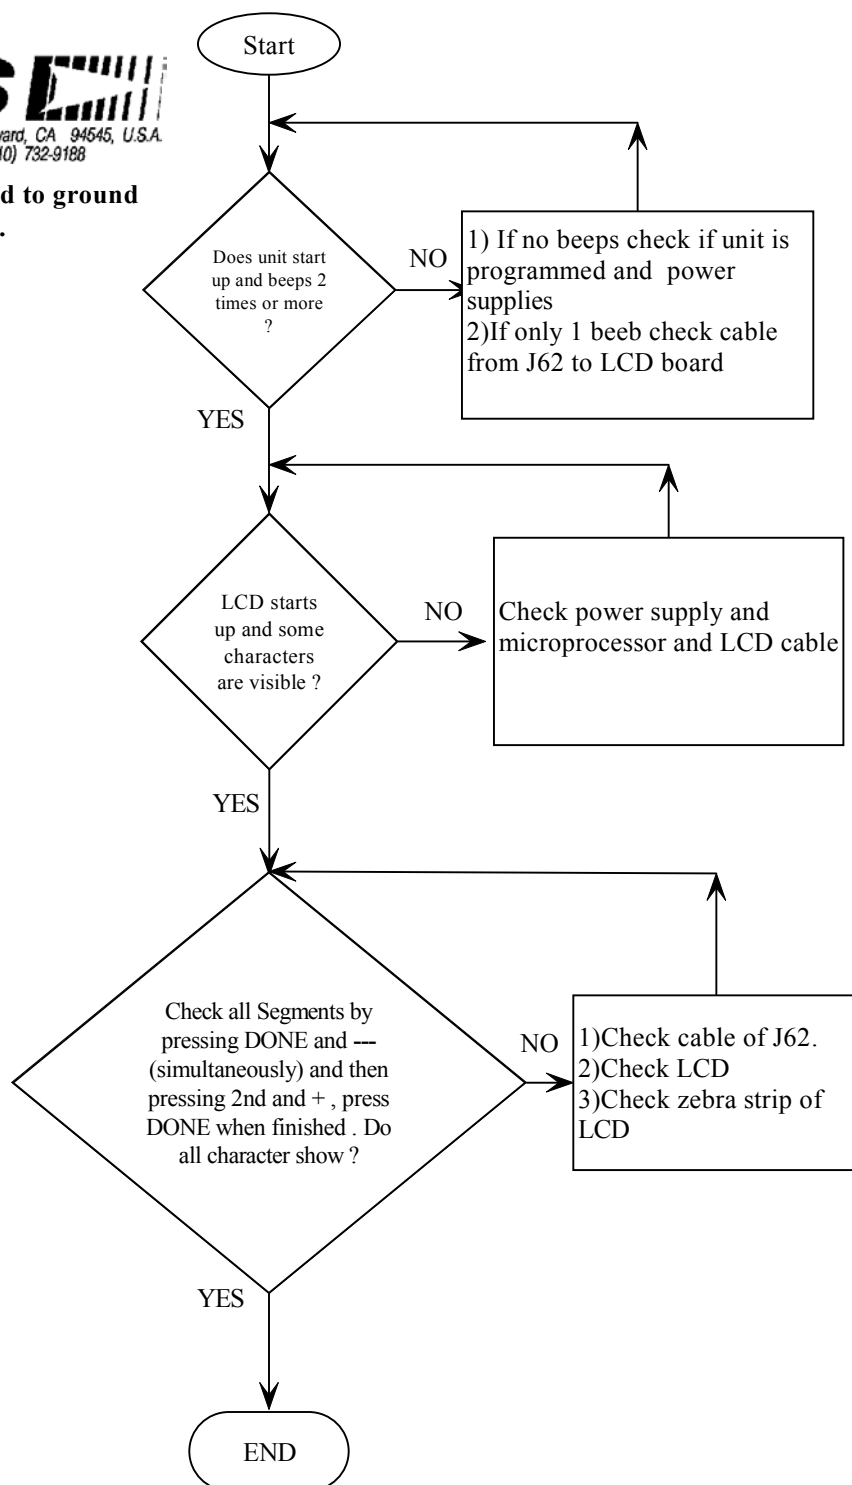 Start
S
ward, CA 94545, U.S.A.
10) 732-9188
d to ground
.
Does unit start
up and beeps 2
times or more
?
NO
1) If no beeps check if unit is
programmed and power
supplies
2)If only 1 beeb check cable
from J62 to LCD board
YES
LCD starts
up and some
characters
are visible ?
NO
Check power supply and
microprocessor and LCD cable
YES
Check all Segments by
pressing DONE and ---
(simultaneously) and then
pressing 2nd and + , press
DONE when finished . Do
all character show ?
NO
1)Check cable of J62.
2)Check LCD
3)Check zebra strip of
LCD
YES
END